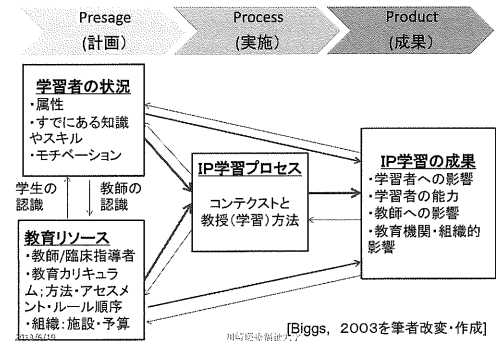 Presage
(計画)
Process
(実施)
Product
(成果)
学習者の状況
・属性
・すでにある知識
やスキル
・モチベーション
学生の
認識
教師の
認識
教育リソース
・教師/臨床指導者
・教育カリキュラ
ム;方法・アセスメ
ント・ルール順序
・組織:施設・予算
IP学習プロセス
コンテクストと
教授(学習)方法
IP学習の成果
・学習者への影響
・学習者の能力
・教師への影響
・教育機関・組織的
影響
[Biggs, 2003を筆者改変・作成]